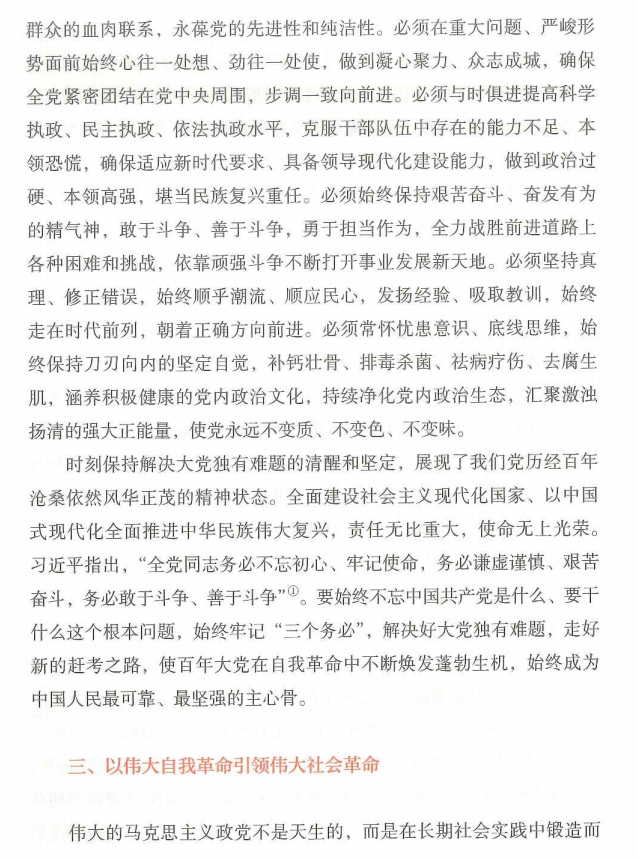 群众的血肉联系，永葆党的先进性和纯洁性。必须在重大问题、严峻形
势面前始终心往一处想、劲往一处使，做到凝心聚力、众志成城，确保
全党紧密团结在党中央周围，步调一致向前进。必须与时俱进提高科学
执政、民主执政、依法执政水平，克服干部队伍中存在的能力不足、本
领恐慌，确保适应新时代要求、具备领导现代化建设能力，做到政治过
硬、本领高强，堪当民族复兴重任。必须始终保持艰苦奋斗、奋发有为
的精气神，敢于斗争、善于斗争，勇于担当作为，全力战胜前进道路上
各种困难和挑战，依靠顽强斗争不断打开事业发展新天地。必须坚持真
理、修正错误，始终顺乎潮流、顺应民心，发扬经验、吸取教训，始终
走在时代前列，朝着正确方向前进。必须常怀忧患意识、底线思维，始
终保持刀刃向内的坚定自觉，补钙壮骨、排毒杀菌、祛病疗伤、去腐生
肌，涵养积极健康的党内政治文化，持续净化党内政治生态，汇聚激浊
扬清的强大正能量，使党永远不变质、不变色、不变味。
时刻保持解决大党独有难题的清醒和坚定，展现了我们党历经百年
沧桑依然风华正茂的精神状态。全面建设社会主义现代化国家、以中国
式现代化全面推进中华民族伟大复兴，责任无比重大，使命无上光荣。
习近平指出，“全党同志务必不忘初心、牢记使命，务必谦虚谨慎、艰苦
奋斗，务必敢于斗争、善于斗争”①。要始终不忘中国共产党是什么、要干
什么这个根本问题，始终牢记“三个务必”，解决好大党独有难题，走好
新的赶考之路，使百年大党在自我革命中不断焕发蓬勃生机，始终成为
中国人民最可靠、最坚强的主心骨。
三、以伟大自我革命引领伟大社会革命
伟大的马克思主义政党不是天生的，而是在长期社会实践中锻造而